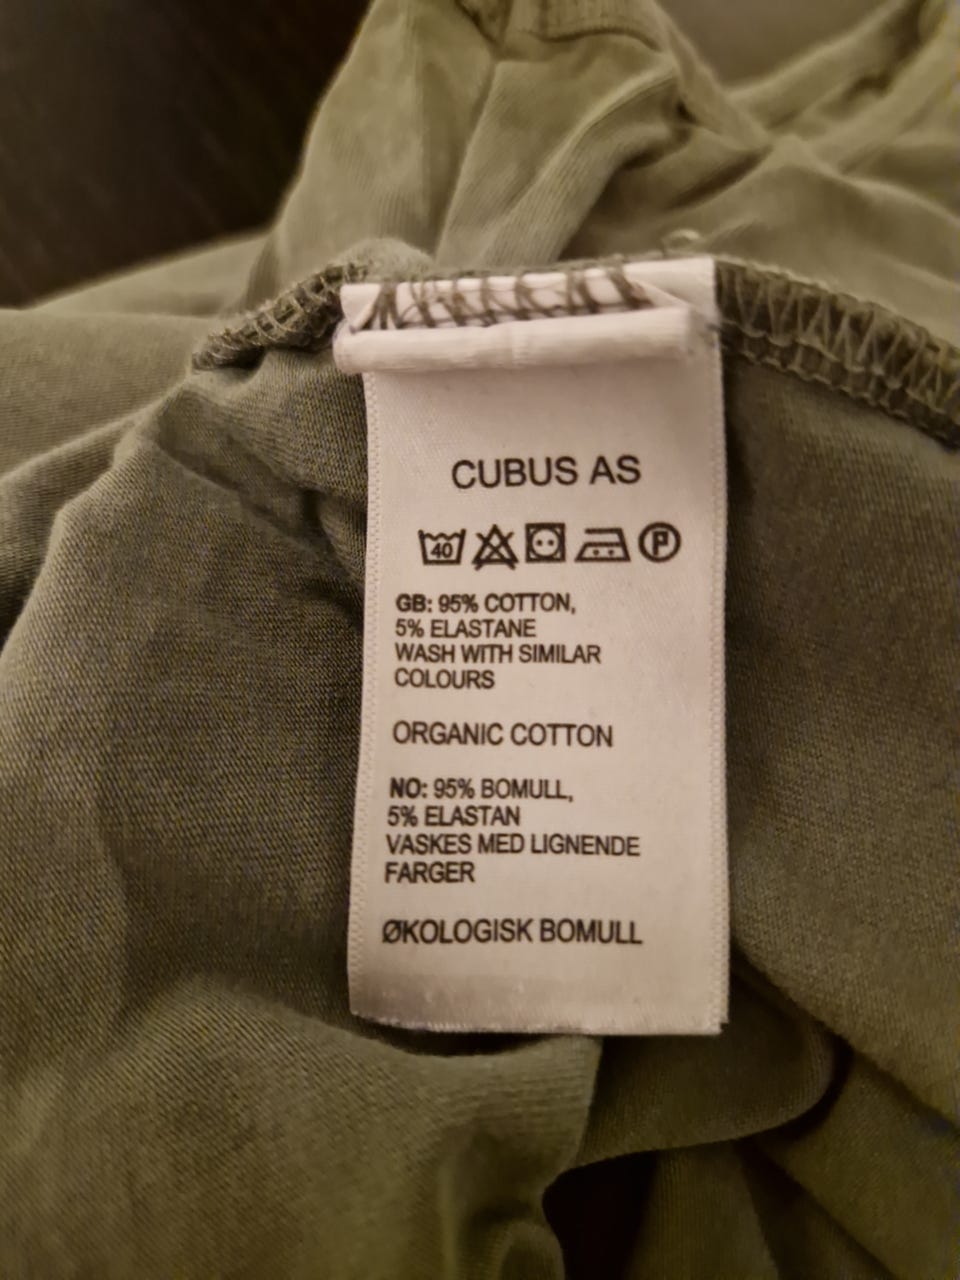 CUBUS AS
40 P
GB: 95% COTTON,
5% ELASTANE
WASH WITH SIMILAR
COLOURS
ORGANIC COTTON
NO: 95% BOMULL,
5% ELASTAN
VASKES MED LIGNENDE
FARGER
ØKOLOGISK BOMULL